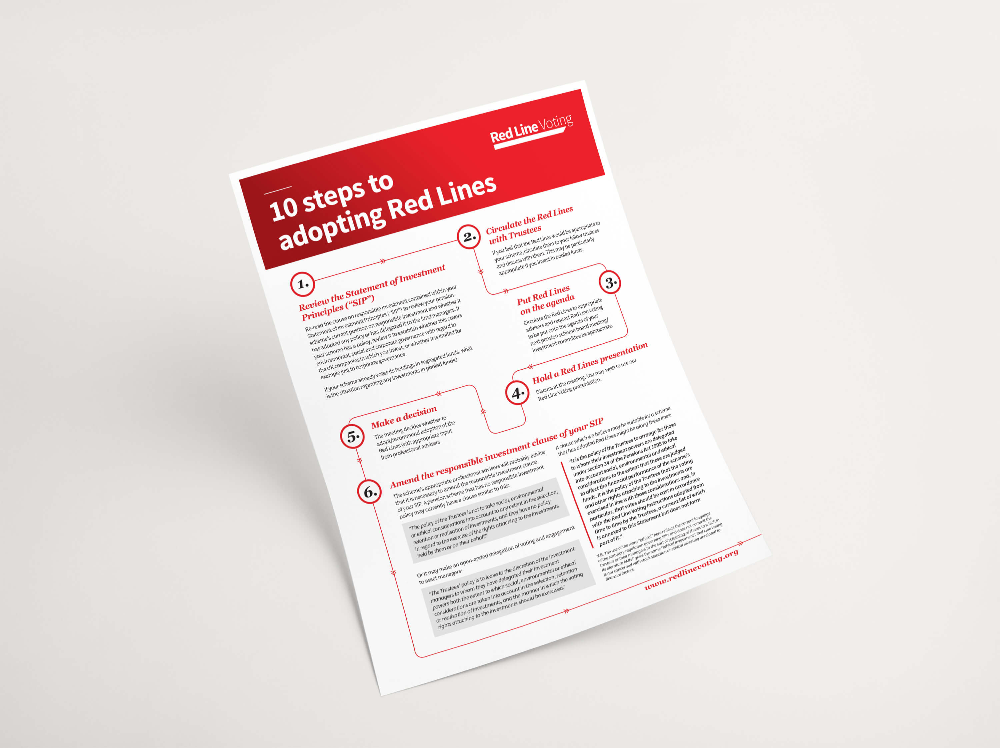 Red Line Voting
10 steps to
adopting Red Lines
1.
Review the Statement of Investment
Principles (“SIP”)
Re-read the clause on responsible investment contained within your
Statement of Investment Principles (“SIP”) to review your pension
scheme’s current position on responsible investment and whether it
has adopted any policy or has delegated it to the fund managers. If
your scheme has a policy, review it to establish whether this covers
environmental, social and corporate governance with regard to
the UK companies in which you invest, or whether it is limited for
example just to corporate governance.
If your scheme already votes its holdings in segregated funds, what
is the situation regarding any investments in pooled funds?
2.
Circulate the Red Lines
with Trustees
If you feel that the Red Lines would be appropriate to
your scheme, circulate them to your fellow trustees
and discuss with them. This may be particularly
appropriate if you invest in pooled funds.
3.
Put Red Lines
on the agenda
Circulate the Red Lines to appropriate
advisers and request Red Line Voting
to be put onto the agenda of your
next pension scheme board meeting/
investment committee as appropriate.
4.
Hold a Red Lines presentation
Discuss at the meeting. You may wish to use our
Red Line Voting presentation.
5.
Make a decision
The meeting decides whether to
adopt/recommend adoption of the
Red Lines with appropriate input
from professional advisers.
6.
Amend the responsible investment clause of your SIP
The scheme’s appropriate professional advisers will probably advise
that it is necessary to amend the responsible investment clause
of your SIP. A pension scheme that has no responsible investment
policy may currently have a clause similar to this:
“The policy of the Trustees is not to take social, environmental
or ethical considerations into account to any extent in the selection,
retention or realisation of investments, and they have no policy
in regard to the exercise of the rights attaching to the investments
held by them or on their behalf.”
Or it may make an open-ended delegation of voting and engagement
to asset managers:
“The Trustees’ policy is to leave to the discretion of the investment
managers to whom they have delegated their investment
powers both the extent to which social, environmental or ethical
considerations are taken into account in the selection, retention
or realisation of investments, and the manner in which the voting
rights attaching to the investments should be exercised.”
A clause which we believe may be suitable for a scheme
that has adopted Red Lines might be along these lines:
“It is the policy of the Trustees to arrange for those
to whom their investment powers are delegated
under section 34 of the Pensions Act 1995 to take
into account social, environmental and ethical
considerations to the extent that these are judged
to affect the financial performance of the scheme’s
funds. It is the policy of the Trustees that the voting
and other rights attaching to the investments are
exercised in line with those considerations and, in
particular, that votes should be cast in accordance
with the Red Line Voting Instructions adopted from
time to time by the Trustees, a current list of which
is annexed to this Statement but does not form
part of it.”
N.B. The use of the word “ethical” here reflects the current language
of the statutory regulation governing SIPs and does not commit the
trustees or their managers to the sort of screening of shares to which in
its literature AMNT gives the name “ethical investment”. Red Line Voting
is not concerned with stock selection or ethical investing unrelated to
financial factors.
www.redlinevoting.org